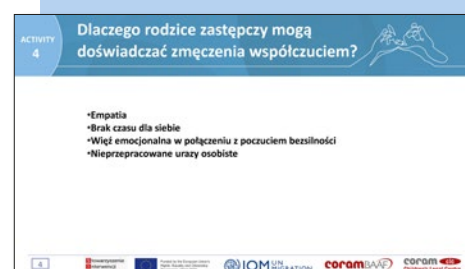 ACTIVITY
4
Dlaczego rodzice zastępczy mogą
doświadczać zmęczenia współczuciem?
•Empatia
•Brak czasu dla siebie
•Więź emocjonalna w połączeniu z poczuciem bezsilności
•Nieprzepracowane urazy osobiste
4
IOM UN MIGRATION
coramBAAF
coram